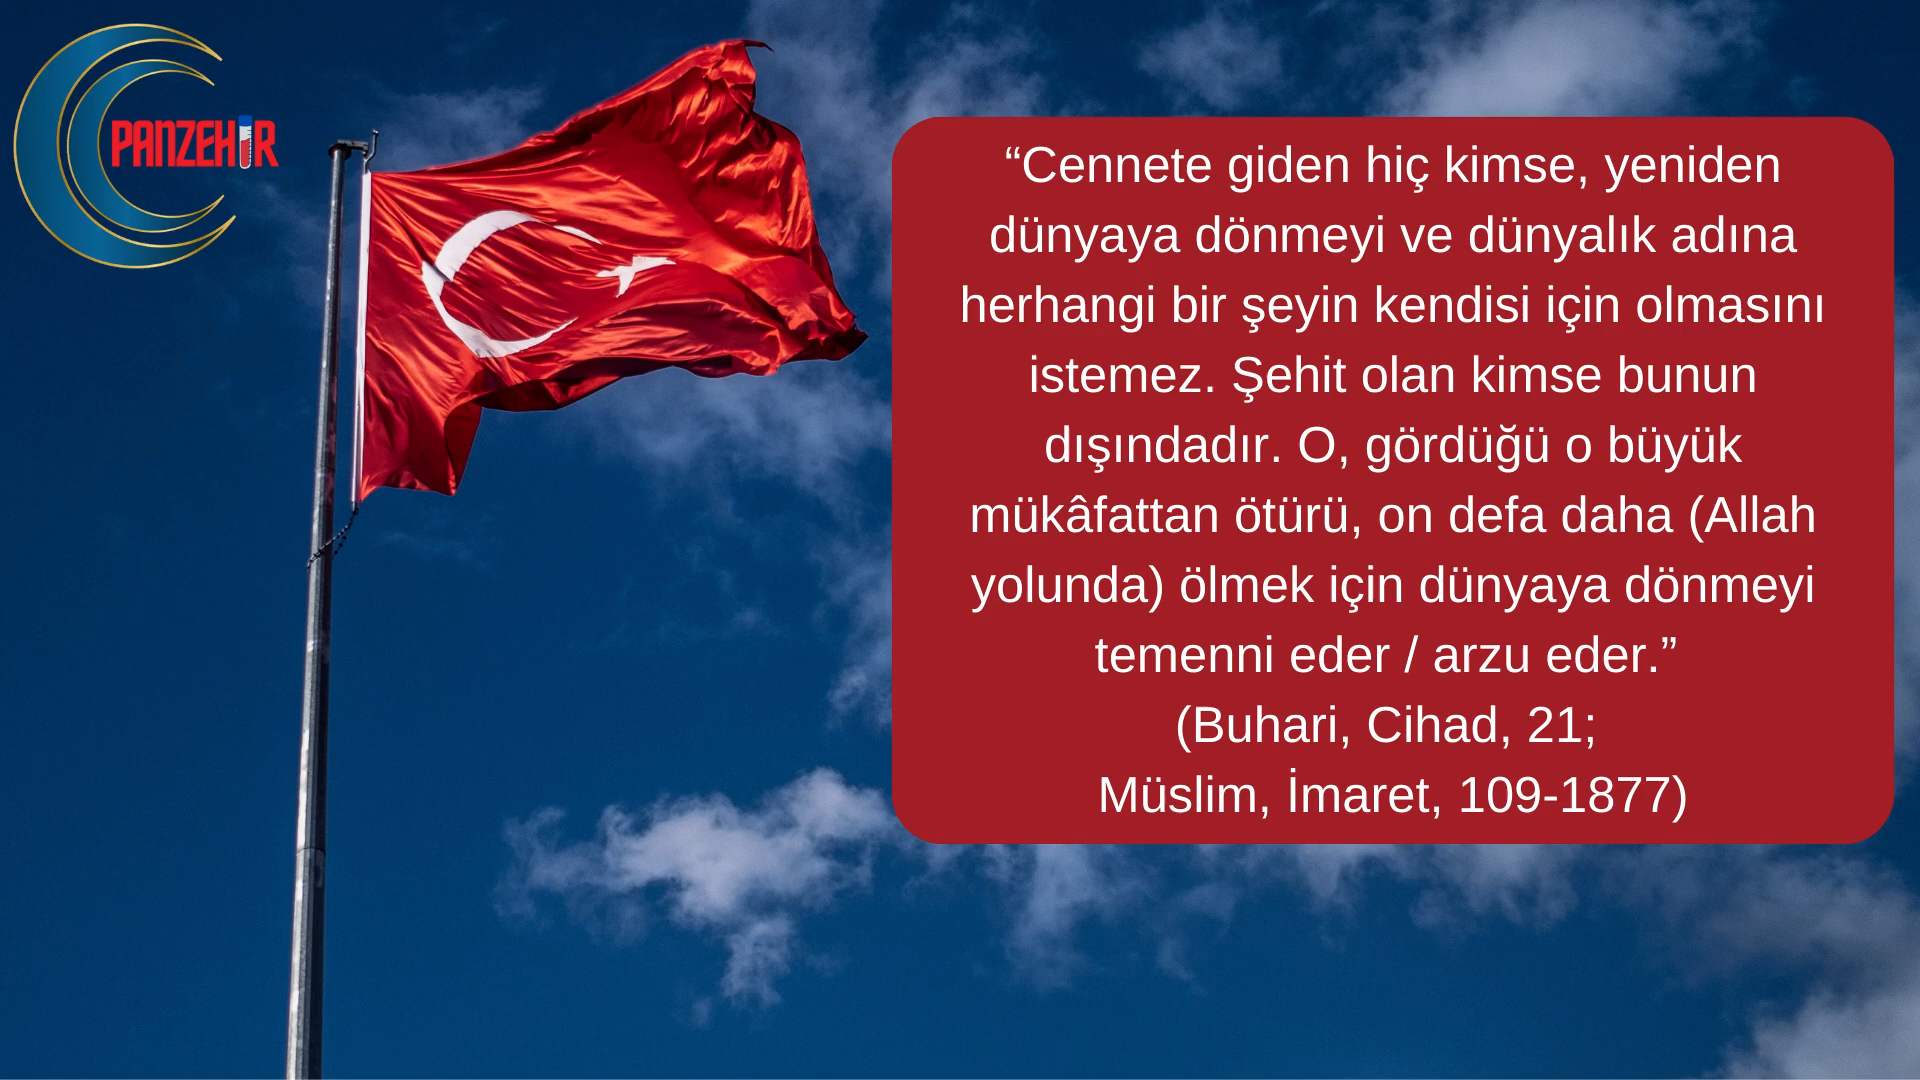 PANZEHİR
“Cennete giden hiç kimse, yeniden
dünyaya dönmeyi ve dünyalık adına
herhangi bir şeyin kendisi için olmasını
istemez. Şehit olan kimse bunun
dışındadır. O, gördüğü o büyük
mükâfattan ötürü, on defa daha (Allah
yolunda) ölmek için dünyaya dönmeyi
temenni eder / arzu eder.”
(Buhari, Cihad, 21;
Müslim, İmaret, 109-1877)